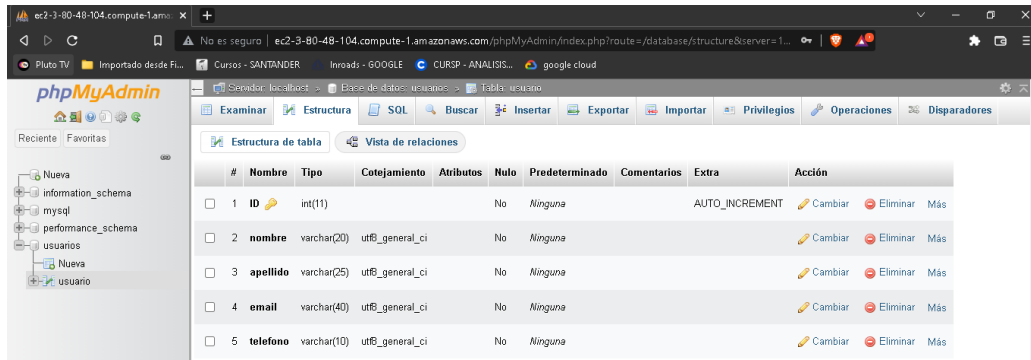 ec2-3-80-48-104.compute-1.ama
No es seguro | ec2-3-80-48-104.compute-1.amazonaws.com/phpMyAdmin/index.php?route=/database/structure&server=1...
Pluto TV Importado desde Fi... Cursos - SANTANDER Inroads - GOOGLE CURSP - ANALISIS... google cloud
phpMyAdmin
Reciente Favoritas
Nueva
information_schema
mysql
performance_schema
usuarios
Nueva
usuario
Servidor: localhost » Base de datos: usuarios » Tabla: usuario
Examinar Estructura SQL Buscar Insertar Exportar Importar Privilegios Operaciones Disparadores
Estructura de tabla Vista de relaciones
# Nombre Tipo Cotejamiento Atributos Nulo Predeterminado Comentarios Extra Acción
1 ID int(11) No Ninguna AUTO_INCREMENT Cambiar Eliminar Más
2 nombre varchar(20) utf8_general_ci No Ninguna Cambiar Eliminar Más
3 apellido varchar(25) utf8_general_ci No Ninguna Cambiar Eliminar Más
4 email varchar(40) utf8_general_ci No Ninguna Cambiar Eliminar Más
5 telefono varchar(10) utf8_general_ci No Ninguna Cambiar Eliminar Más